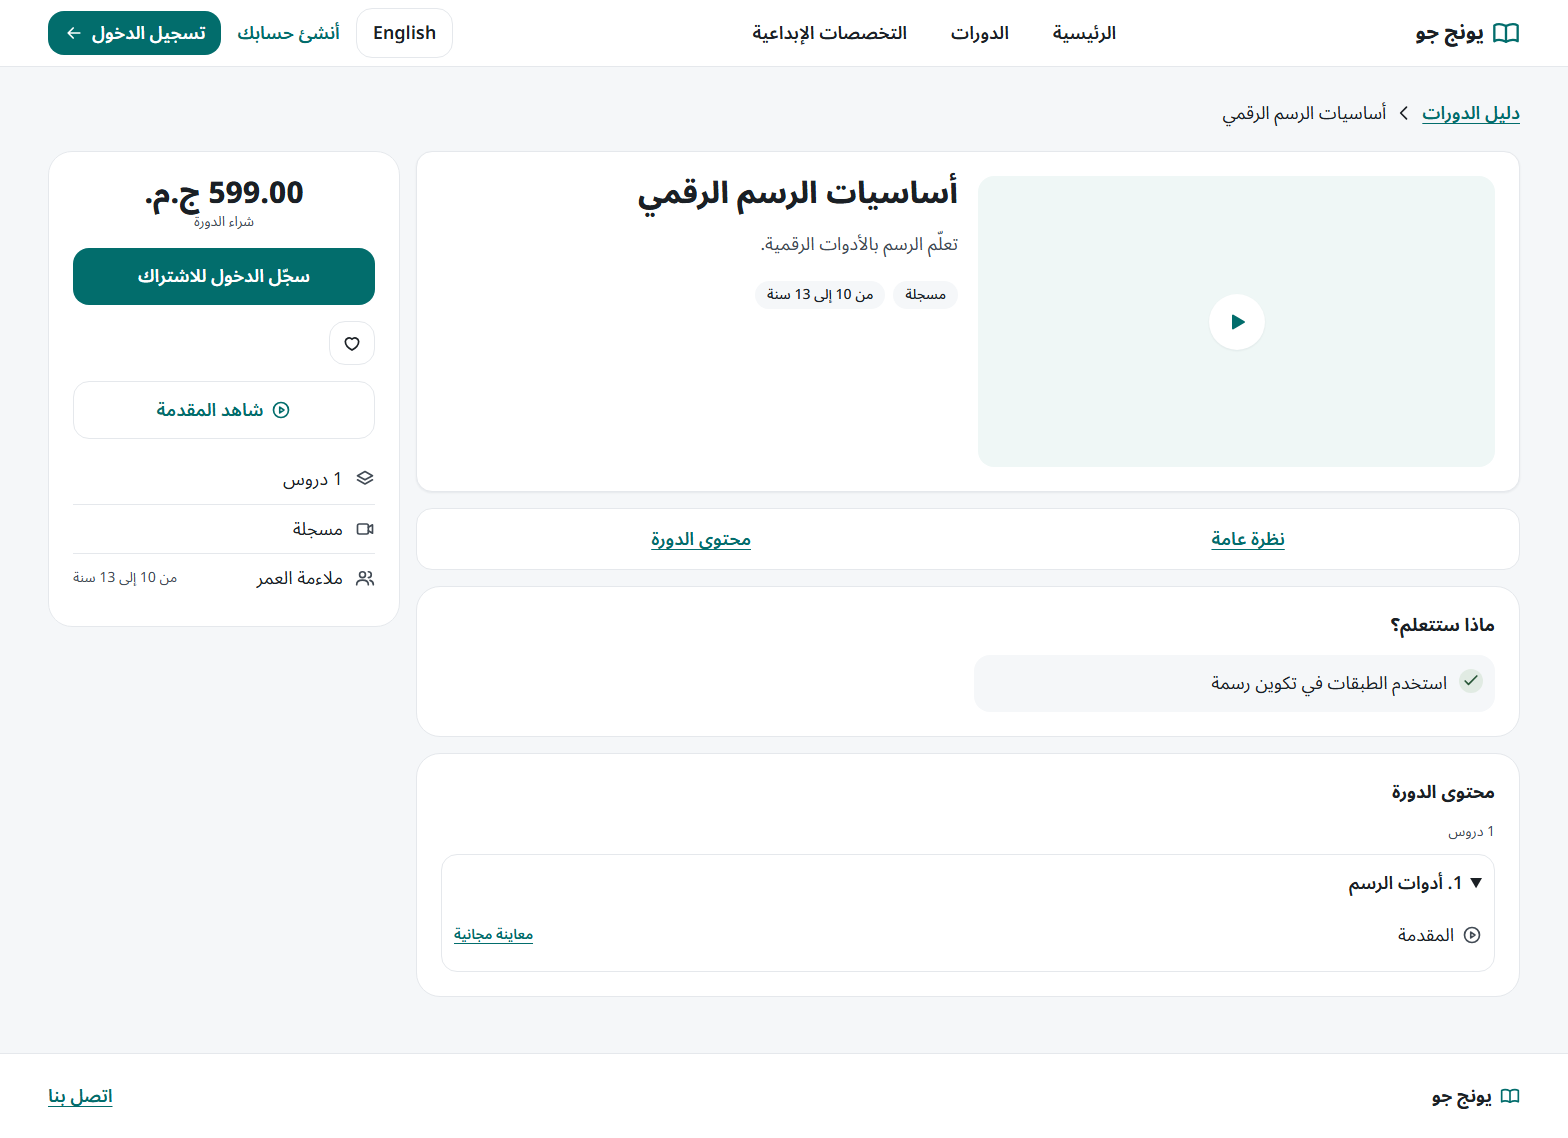 يونج جو
الرئيسية
الدورات
التخصصات الإبداعية
English
أنشئ حسابك
تسجيل الدخول
دليل الدورات
أساسيات الرسم الرقمي
أساسيات الرسم الرقمي
تعلّم الرسم بالأدوات الرقمية.
مسجلة
من 10 إلى 13 سنة
599.00 ج.م.
شراء الدورة
سجّل الدخول للاشتراك
شاهد المقدمة
1 دروس
مسجلة
ملاءمة العمر
من 10 إلى 13 سنة
نظرة عامة
محتوى الدورة
ماذا ستتعلم؟
استخدم الطبقات في تكوين رسمة
محتوى الدورة
1 دروس
1. أدوات الرسم
المقدمة
معاينة مجانية
يونج جو
اتصل بنا